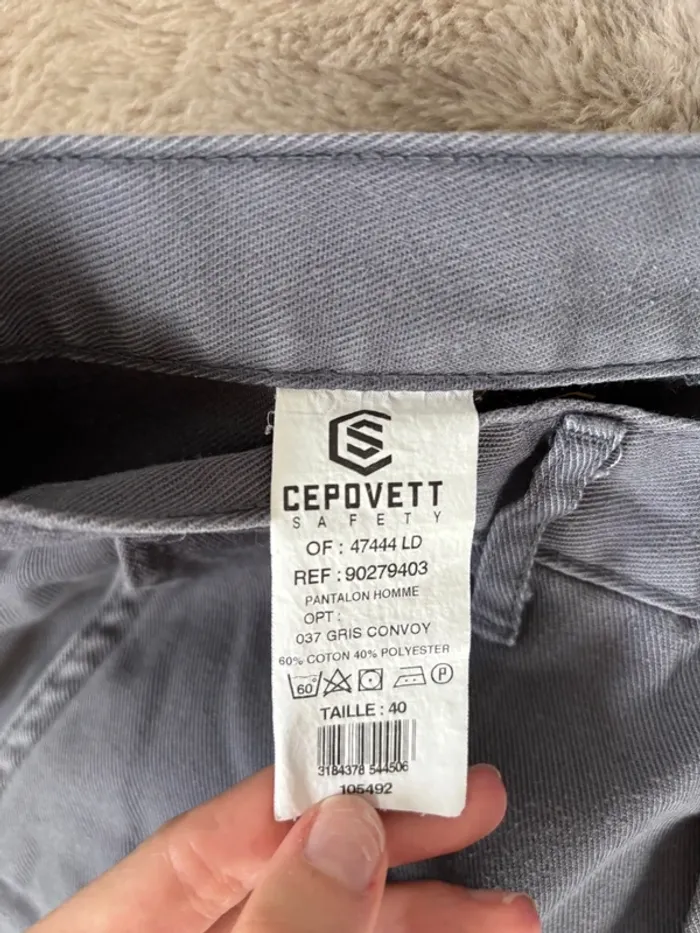 CEPOVETT
SAFETY
OF : 47444 LD
REF : 90279403
PANTALON HOMME
OPT :
037 GRIS CONVOY
60% COTON 40% POLYESTER
60° P
TAILLE : 40
3184378 544506
105492